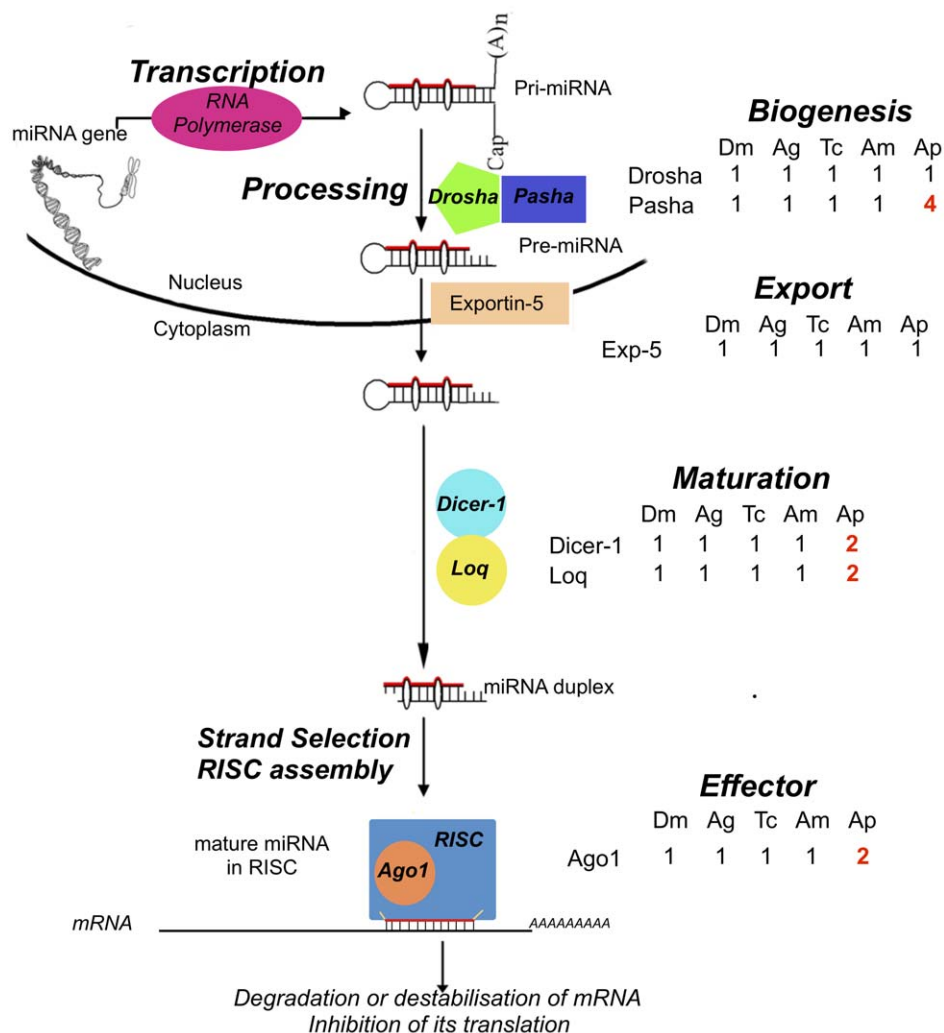 Transcription
RNA
Polymerase
miRNA gene
(A)n
Pri-miRNA
Cap
Processing
Drosha
Pasha
Pre-miRNA
Nucleus
Cytoplasm
Exportin-5
Biogenesis
Dm Ag Tc Am Ap
Drosha 1 1 1 1 1
Pasha 1 1 1 1 4
Export
Dm Ag Tc Am Ap
Exp-5 1 1 1 1 1
Dicer-1
Loq
Maturation
Dm Ag Tc Am Ap
Dicer-1 1 1 1 1 2
Loq 1 1 1 1 2
miRNA duplex
Strand Selection
RISC assembly
Effector
Dm Ag Tc Am Ap
Ago1 1 1 1 1 2
mature miRNA
in RISC
RISC
Ago1
mRNA
AAAAAAAAA
Degradation or destabilisation of mRNA
Inhibition of its translation